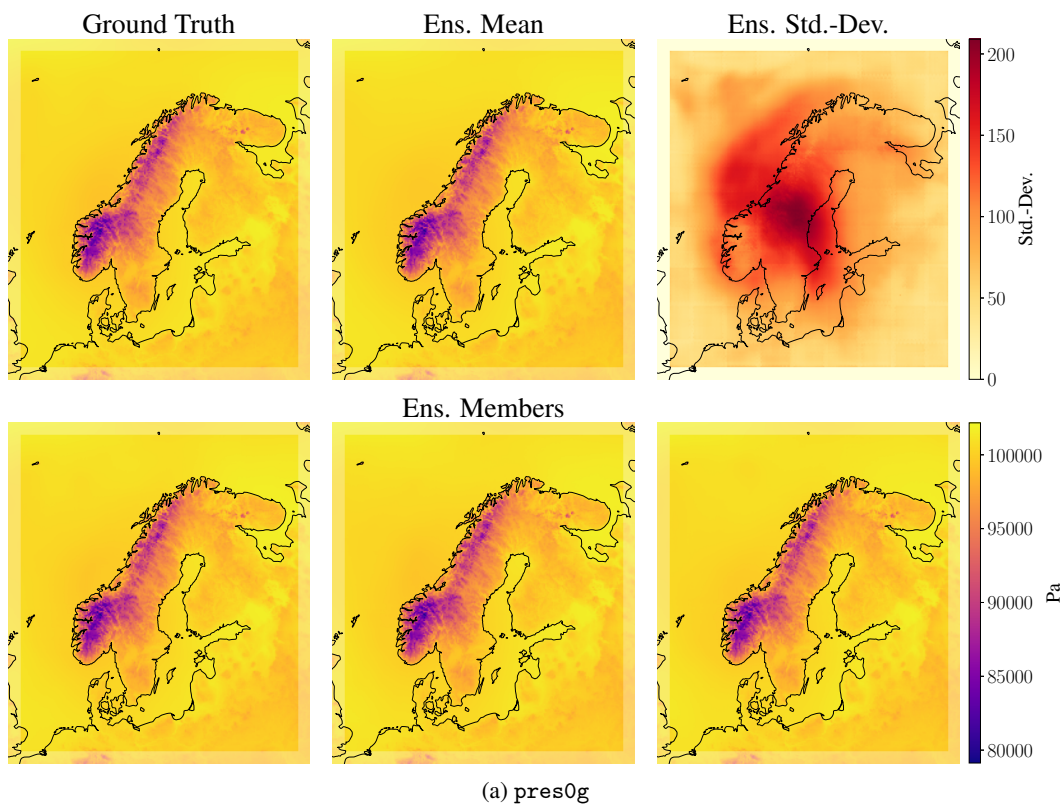 Ground Truth
Ens. Mean
Ens. Std.-Dev.
200
150
100
50
0
Std.-Dev.
Ens. Members
100000
95000
90000
85000
80000
Pa
(a) pres0g